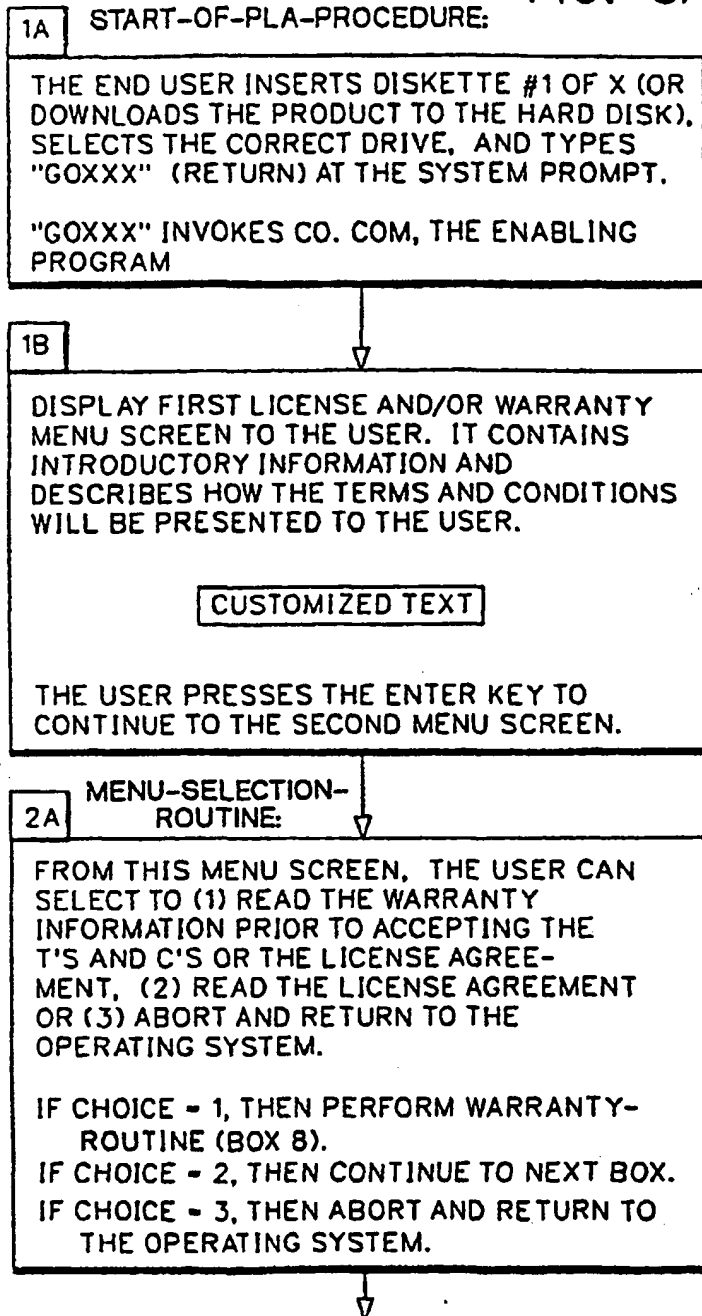 1A START-OF-PLA-PROCEDURE:
THE END USER INSERTS DISKETTE #1 OF X (OR
DOWNLOADS THE PRODUCT TO THE HARD DISK),
SELECTS THE CORRECT DRIVE, AND TYPES
"GOXXX" (RETURN) AT THE SYSTEM PROMPT.
"GOXXX" INVOKES CO. COM, THE ENABLING
PROGRAM
1B
DISPLAY FIRST LICENSE AND/OR WARRANTY
MENU SCREEN TO THE USER. IT CONTAINS
INTRODUCTORY INFORMATION AND
DESCRIBES HOW THE TERMS AND CONDITIONS
WILL BE PRESENTED TO THE USER.
CUSTOMIZED TEXT
THE USER PRESSES THE ENTER KEY TO
CONTINUE TO THE SECOND MENU SCREEN.
MENU-SELECTION-
2A ROUTINE:
FROM THIS MENU SCREEN, THE USER CAN
SELECT TO (1) READ THE WARRANTY
INFORMATION PRIOR TO ACCEPTING THE
T'S AND C'S OR THE LICENSE AGREE-
MENT, (2) READ THE LICENSE AGREEMENT
OR (3) ABORT AND RETURN TO THE
OPERATING SYSTEM.
IF CHOICE = 1, THEN PERFORM WARRANTY-
ROUTINE (BOX 8).
IF CHOICE = 2, THEN CONTINUE TO NEXT BOX.
IF CHOICE = 3, THEN ABORT AND RETURN TO
THE OPERATING SYSTEM.